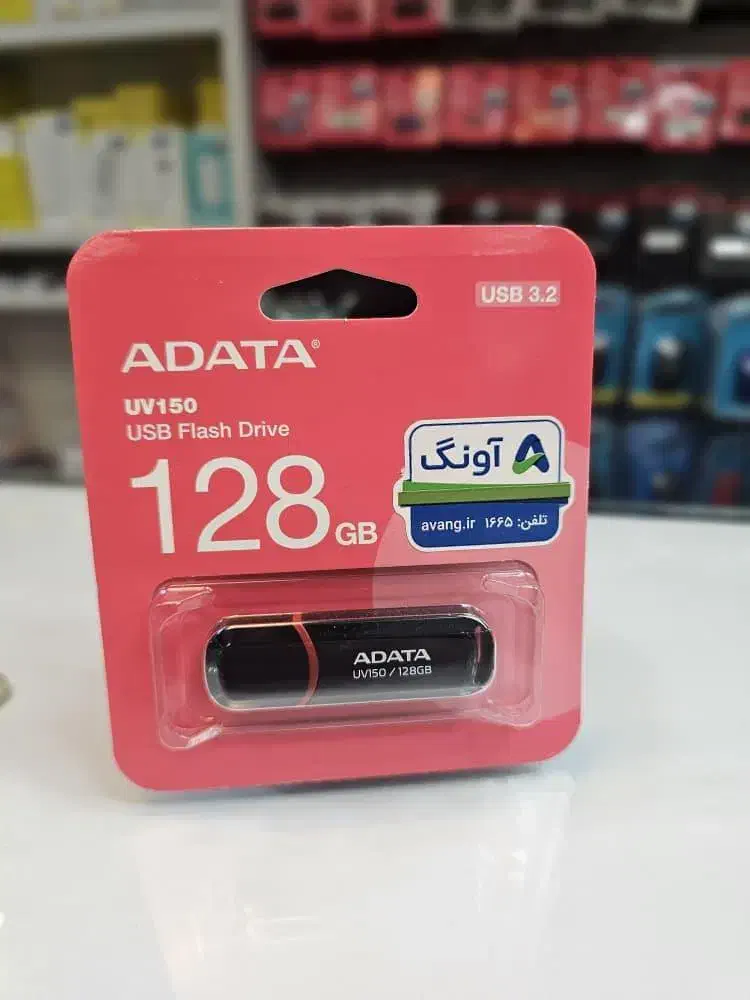 USB 3.2
ADATA®
UV150
USB Flash Drive
128 GB
آونگ
تلفن: ۱۶۶۵ avang.ir
ADATA
UV150 / 128GB